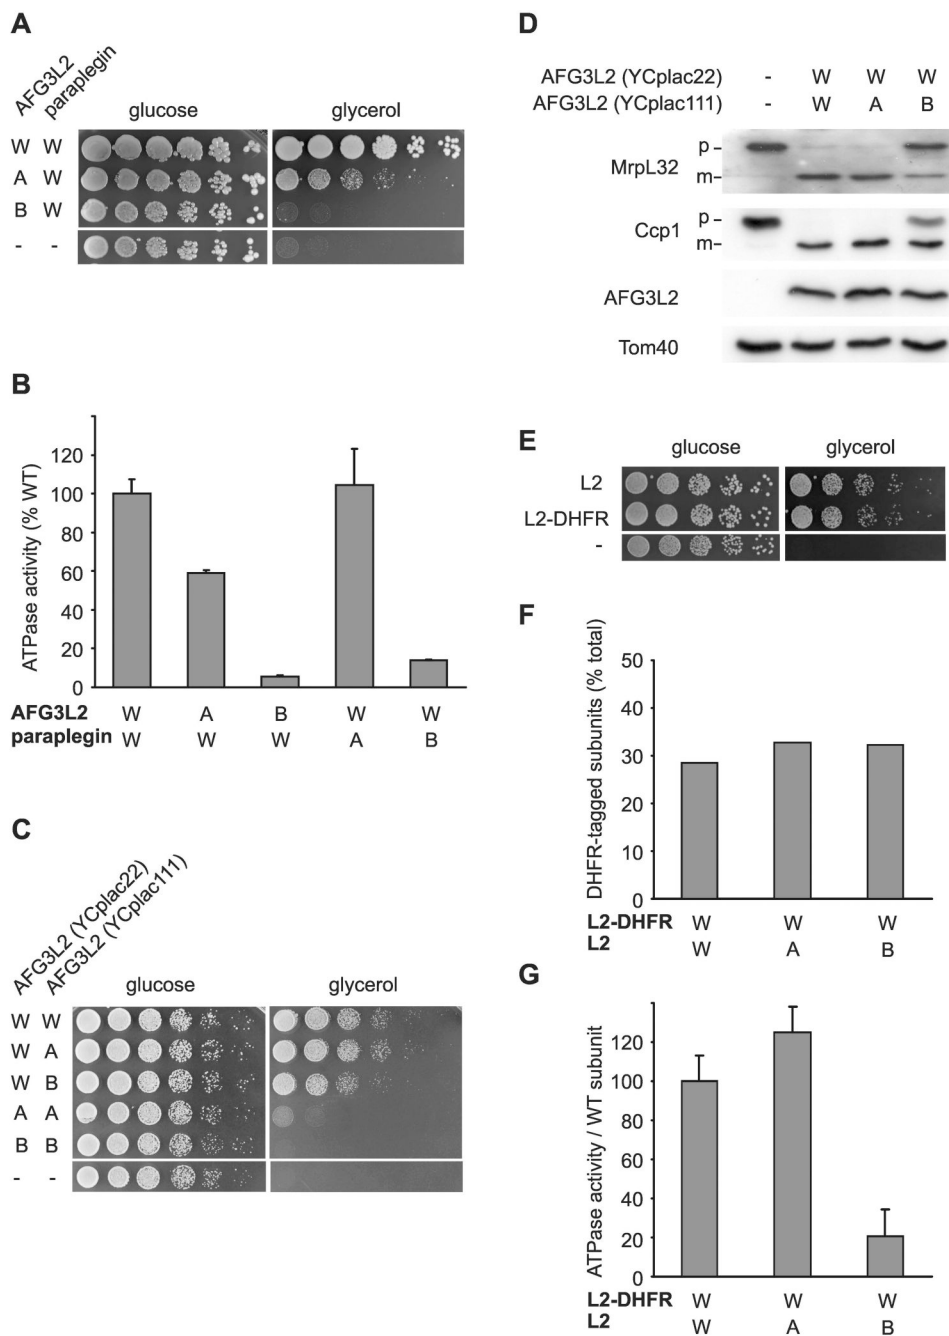 A
AFG3L2
paraplegin
glucose glycerol
W W
A W
B W
- -
B
ATPase activity (% WT)
120
100
80
60
40
20
0
AFG3L2 W A B W W
paraplegin W W W A B
C
AFG3L2 (YCplac22)
AFG3L2 (YCplac111)
glucose glycerol
W W
W A
W B
A A
B B
- -
D
AFG3L2 (YCplac22) - W W W
AFG3L2 (YCplac111) - W A B
MrpL32
p
m
Ccp1
p
m
AFG3L2
Tom40
E
glucose glycerol
L2
L2-DHFR
-
F
DHFR-tagged subunits (% total)
50
40
30
20
10
0
L2-DHFR W W W
L2 W A B
G
ATPase activity / WT subunit
120
100
80
60
40
20
0
L2-DHFR W W W
L2 W A B